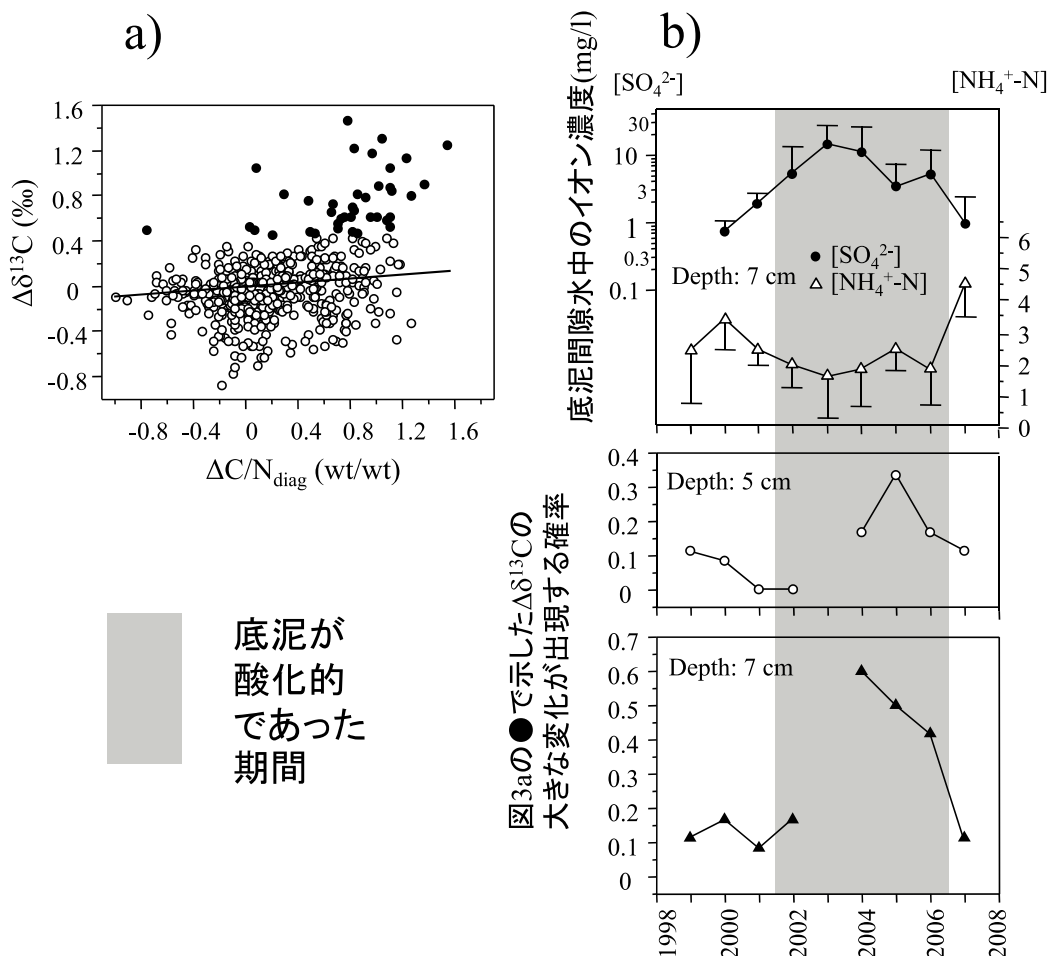 a)
1.6
1.2
0.8
0.4
0
-0.4
-0.8
Δδ¹³C (‰)
-0.8 -0.4 0 0.4 0.8 1.2 1.6
ΔC/N_diag (wt/wt)
底泥が
酸化的
であった
期間
b)
底泥間隙水中のイオン濃度(mg/l)
[SO₄²⁻]
[NH₄⁺-N]
30
10
3
1
0.3
0.1
6
5
4
3
2
1
0
● [SO₄²⁻]
Depth: 7 cm
△ [NH₄⁺-N]
図3aの●で示したΔδ¹³Cの
大きな変化が出現する確率
0.4
0.3
0.2
0.1
0
Depth: 5 cm
0.7
0.6
0.5
0.4
0.3
0.2
0.1
0
Depth: 7 cm
1998 2000 2002 2004 2006 2008